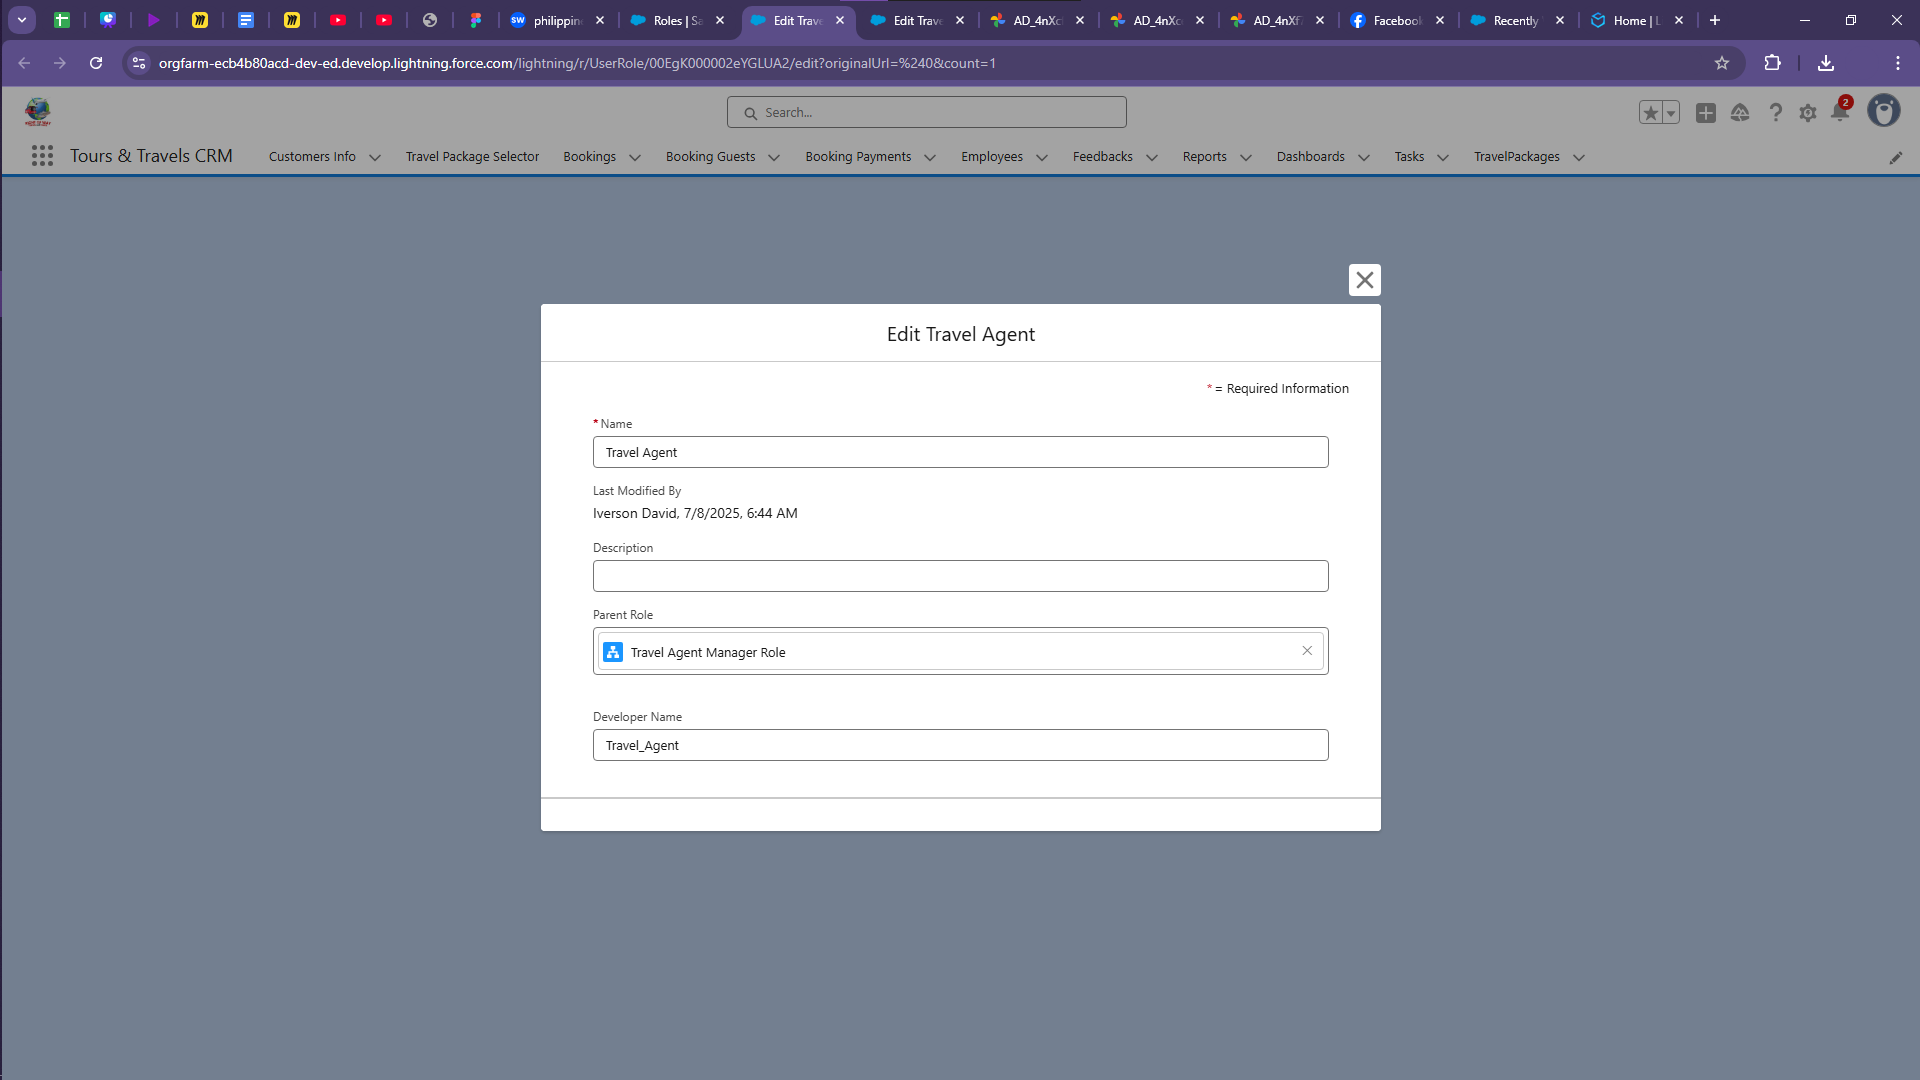 philippin
Roles | Sa
Edit Trave
Edit Trave
AD_4nXc
AD_4nXc
AD_4nXf
Facebook
Recently
Home | L
orgfarm-ecb4b80acd-dev-ed.develop.lightning.force.com/lightning/r/UserRole/00EgK000002eYGLUA2/edit?originalUrl=%240&count=1
Search...
2
Tours & Travels CRM
Customers Info
Travel Package Selector
Bookings
Booking Guests
Booking Payments
Employees
Feedbacks
Reports
Dashboards
Tasks
TravelPackages
Edit Travel Agent
* = Required Information
* Name
Travel Agent
Last Modified By
Iverson David, 7/8/2025, 6:44 AM
Description
Parent Role
Travel Agent Manager Role
Developer Name
Travel_Agent